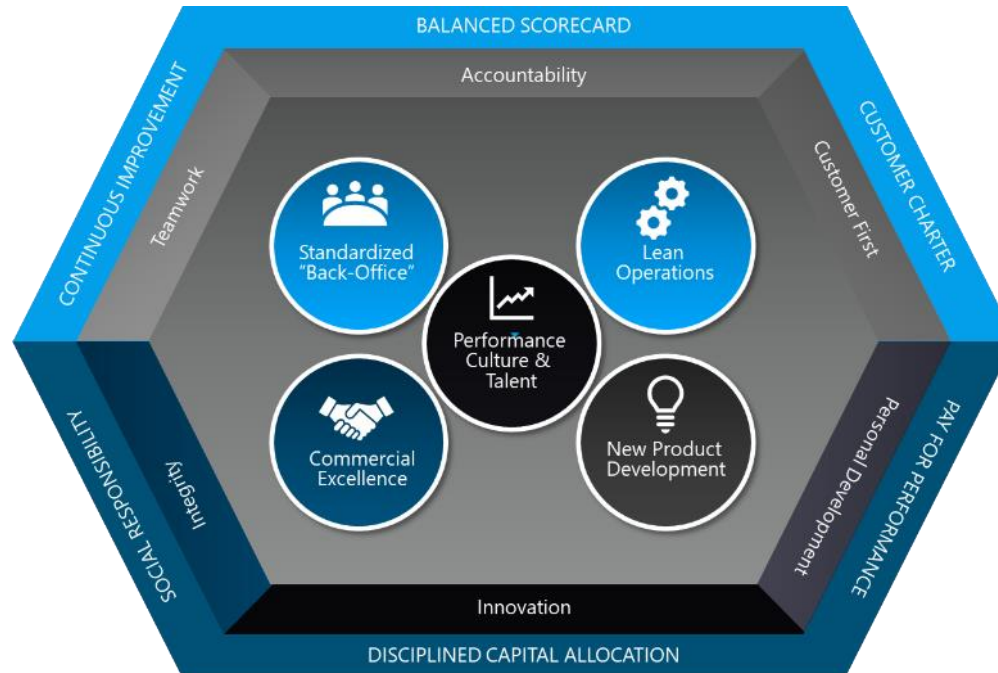 BALANCED SCORECARD
Accountability
CONTINUOUS IMPROVEMENT
Teamwork
Customer First
CUSTOMER CHARTER
Standardized
"Back-Office"
Lean
Operations
Performance
Culture &
Talent
Commercial
Excellence
New Product
Development
SOCIAL RESPONSIBILITY
Integrity
Personal Development
PAY FOR PERFORMANCE
Innovation
DISCIPLINED CAPITAL ALLOCATION